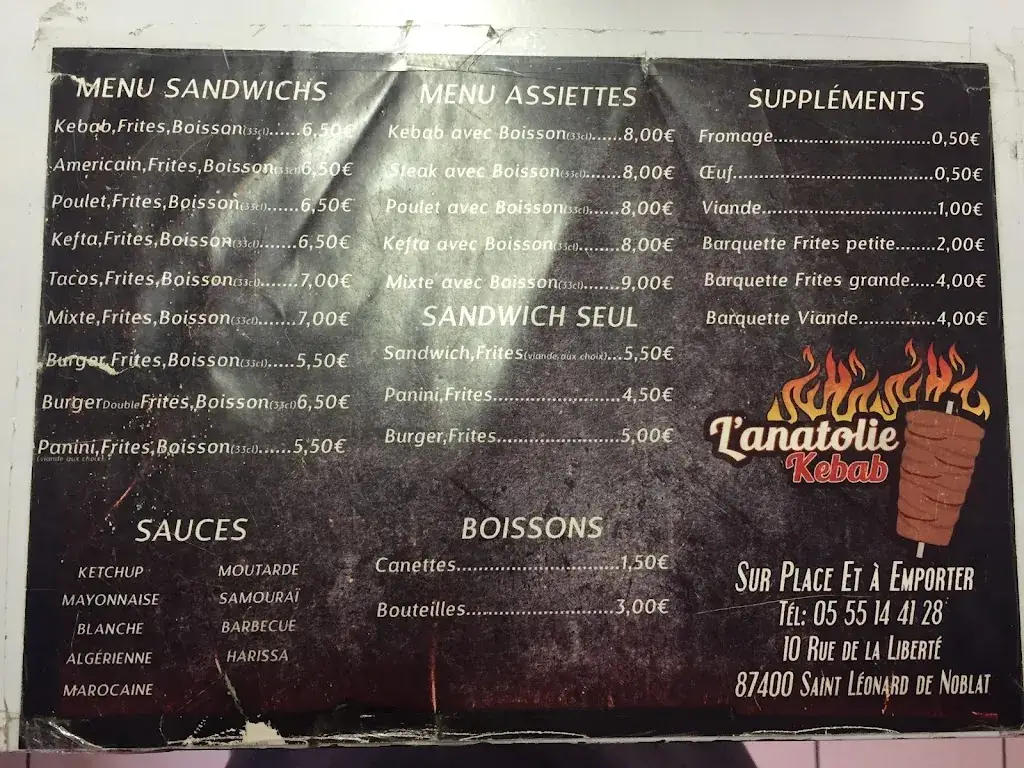 MENU SANDWICHS
Kebab,Frites,Boisson(33cl)......6,50€
Americain,Frites,Boisson(33cl)6,50€
Poulet,Frites,Boisson(33cl)......6,50€
Kefta,Frites,Boisson(33cl).......6,50€
Tacos,Frites,Boisson(33cl).......7,00€
Mixte,Frites,Boisson(33cl).......7,00€
Burger,Frites,Boisson(33cl).....5,50€
BurgerDoubleFrites,Boisson(33cl)6,50€
Panini,Frites,Boisson(33cl)......5,50€
(viande aux choix)
MENU ASSIETTES
Kebab avec Boisson(33cl)......8,00€
Steak avec Boisson(33cl).......8,00€
Poulet avec Boisson(33cl)......8,00€
Kefta avec Boisson(33cl).......8,00€
Mixte avec Boisson(33cl).......9,00€
SANDWICH SEUL
Sandwich,Frites(viande aux choix)...5,50€
Panini,Frites.......................4,50€
Burger,Frites......................5,00€
SUPPLÉMENTS
Fromage..............................0,50€
Œuf.....................................0,50€
Viande................................1,00€
Barquette Frites petite.......2,00€
Barquette Frites grande.....4,00€
Barquette Viande..............4,00€
L'anatolie
Kebab
SAUCES
KETCHUP
MAYONNAISE
BLANCHE
ALGÉRIENNE
MAROCAINE
MOUTARDE
SAMOURAÏ
BARBECUE
HARISSA
BOISSONS
Canettes.............................1,50€
Bouteilles..........................3,00€
SUR PLACE ET À EMPORTER
TÉL: 05 55 14 41 28
10 RUE DE LA LIBERTÉ
87400 SAINT LÉONARD DE NOBLAT